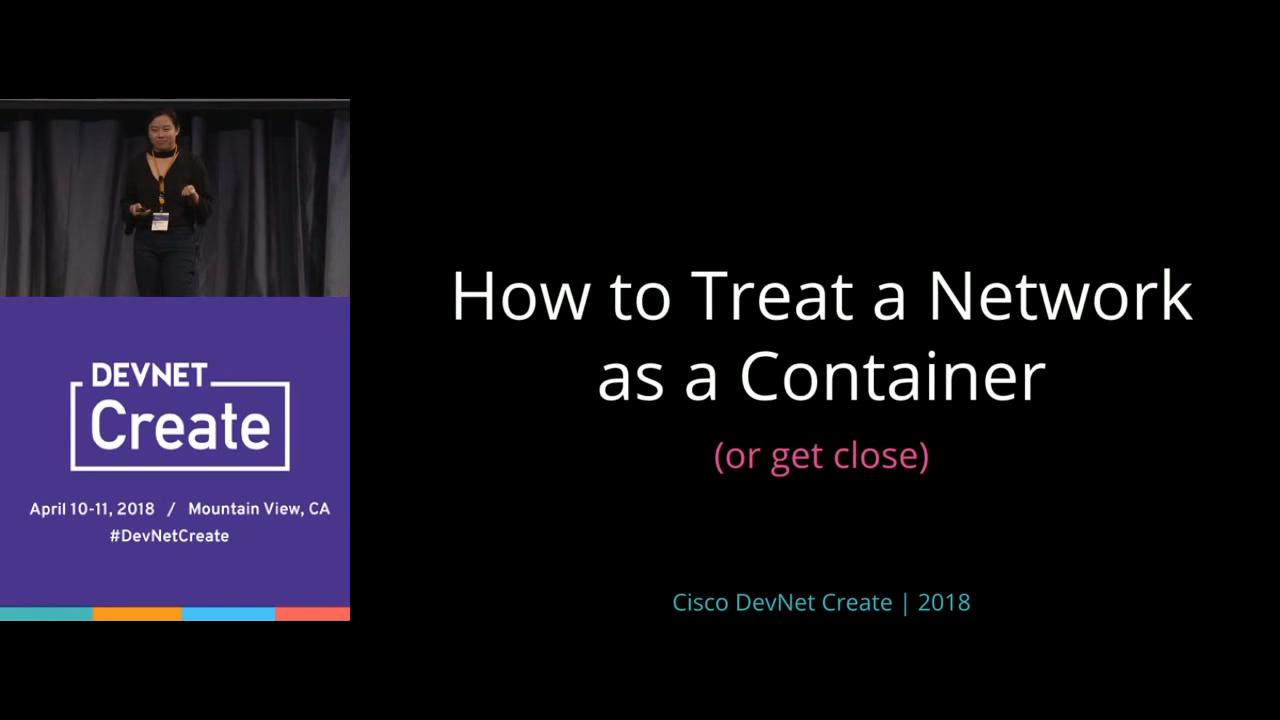 DEVNET
Create
April 10-11, 2018 / Mountain View, CA
#DevNetCreate
How to Treat a Network
as a Container
(or get close)
Cisco DevNet Create | 2018